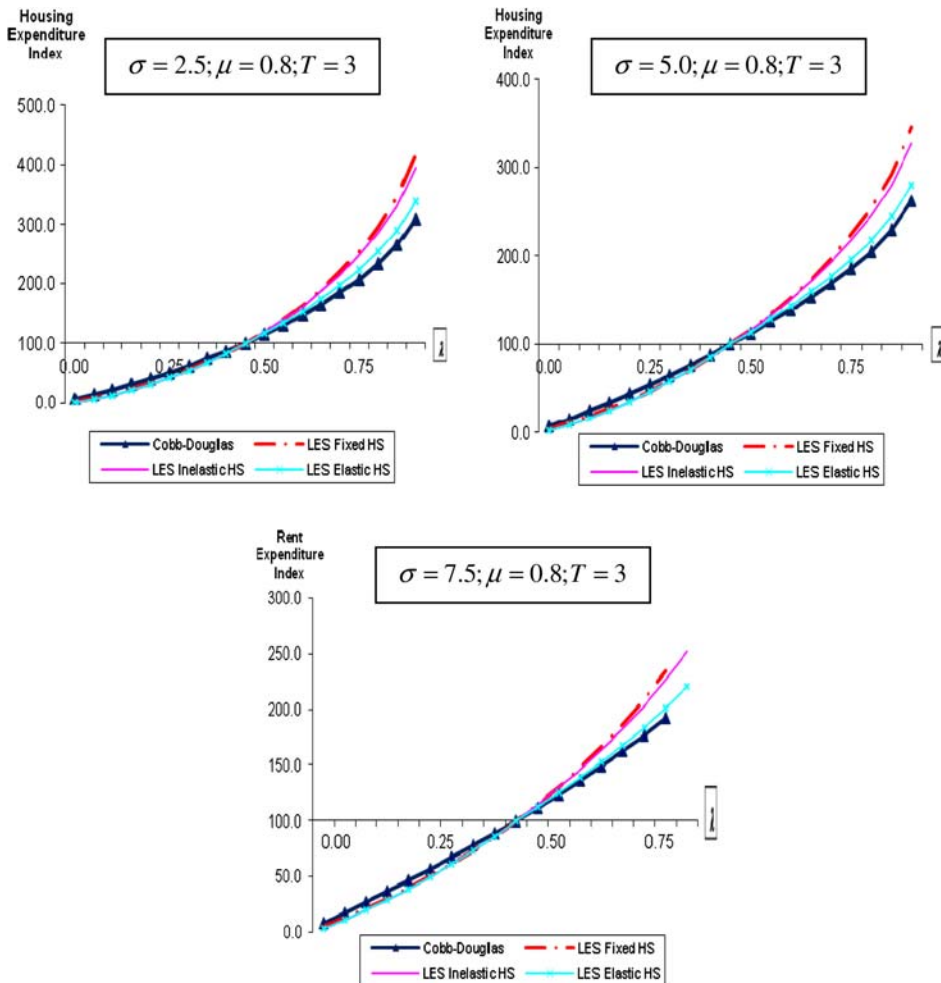 Housing
Expenditure
Index
σ = 2.5; μ = 0.8; T = 3
500.0
400.0
300.0
200.0
100.0
0.0
0.00
0.25
0.50
0.75
λ
Cobb-Douglas
LES Fixed HS
LES Inelastic HS
LES Elastic HS
Housing
Expenditure
Index
σ = 5.0; μ = 0.8; T = 3
400.0
300.0
200.0
100.0
0.0
0.00
0.25
0.50
0.75
λ
Cobb-Douglas
LES Fixed HS
LES Inelastic HS
LES Elastic HS
Rent
Expenditure
Index
σ = 7.5; μ = 0.8; T = 3
300.0
250.0
200.0
150.0
100.0
50.0
0.0
0.00
0.25
0.50
0.75
λ
Cobb-Douglas
LES Fixed HS
LES Inelastic HS
LES Elastic HS